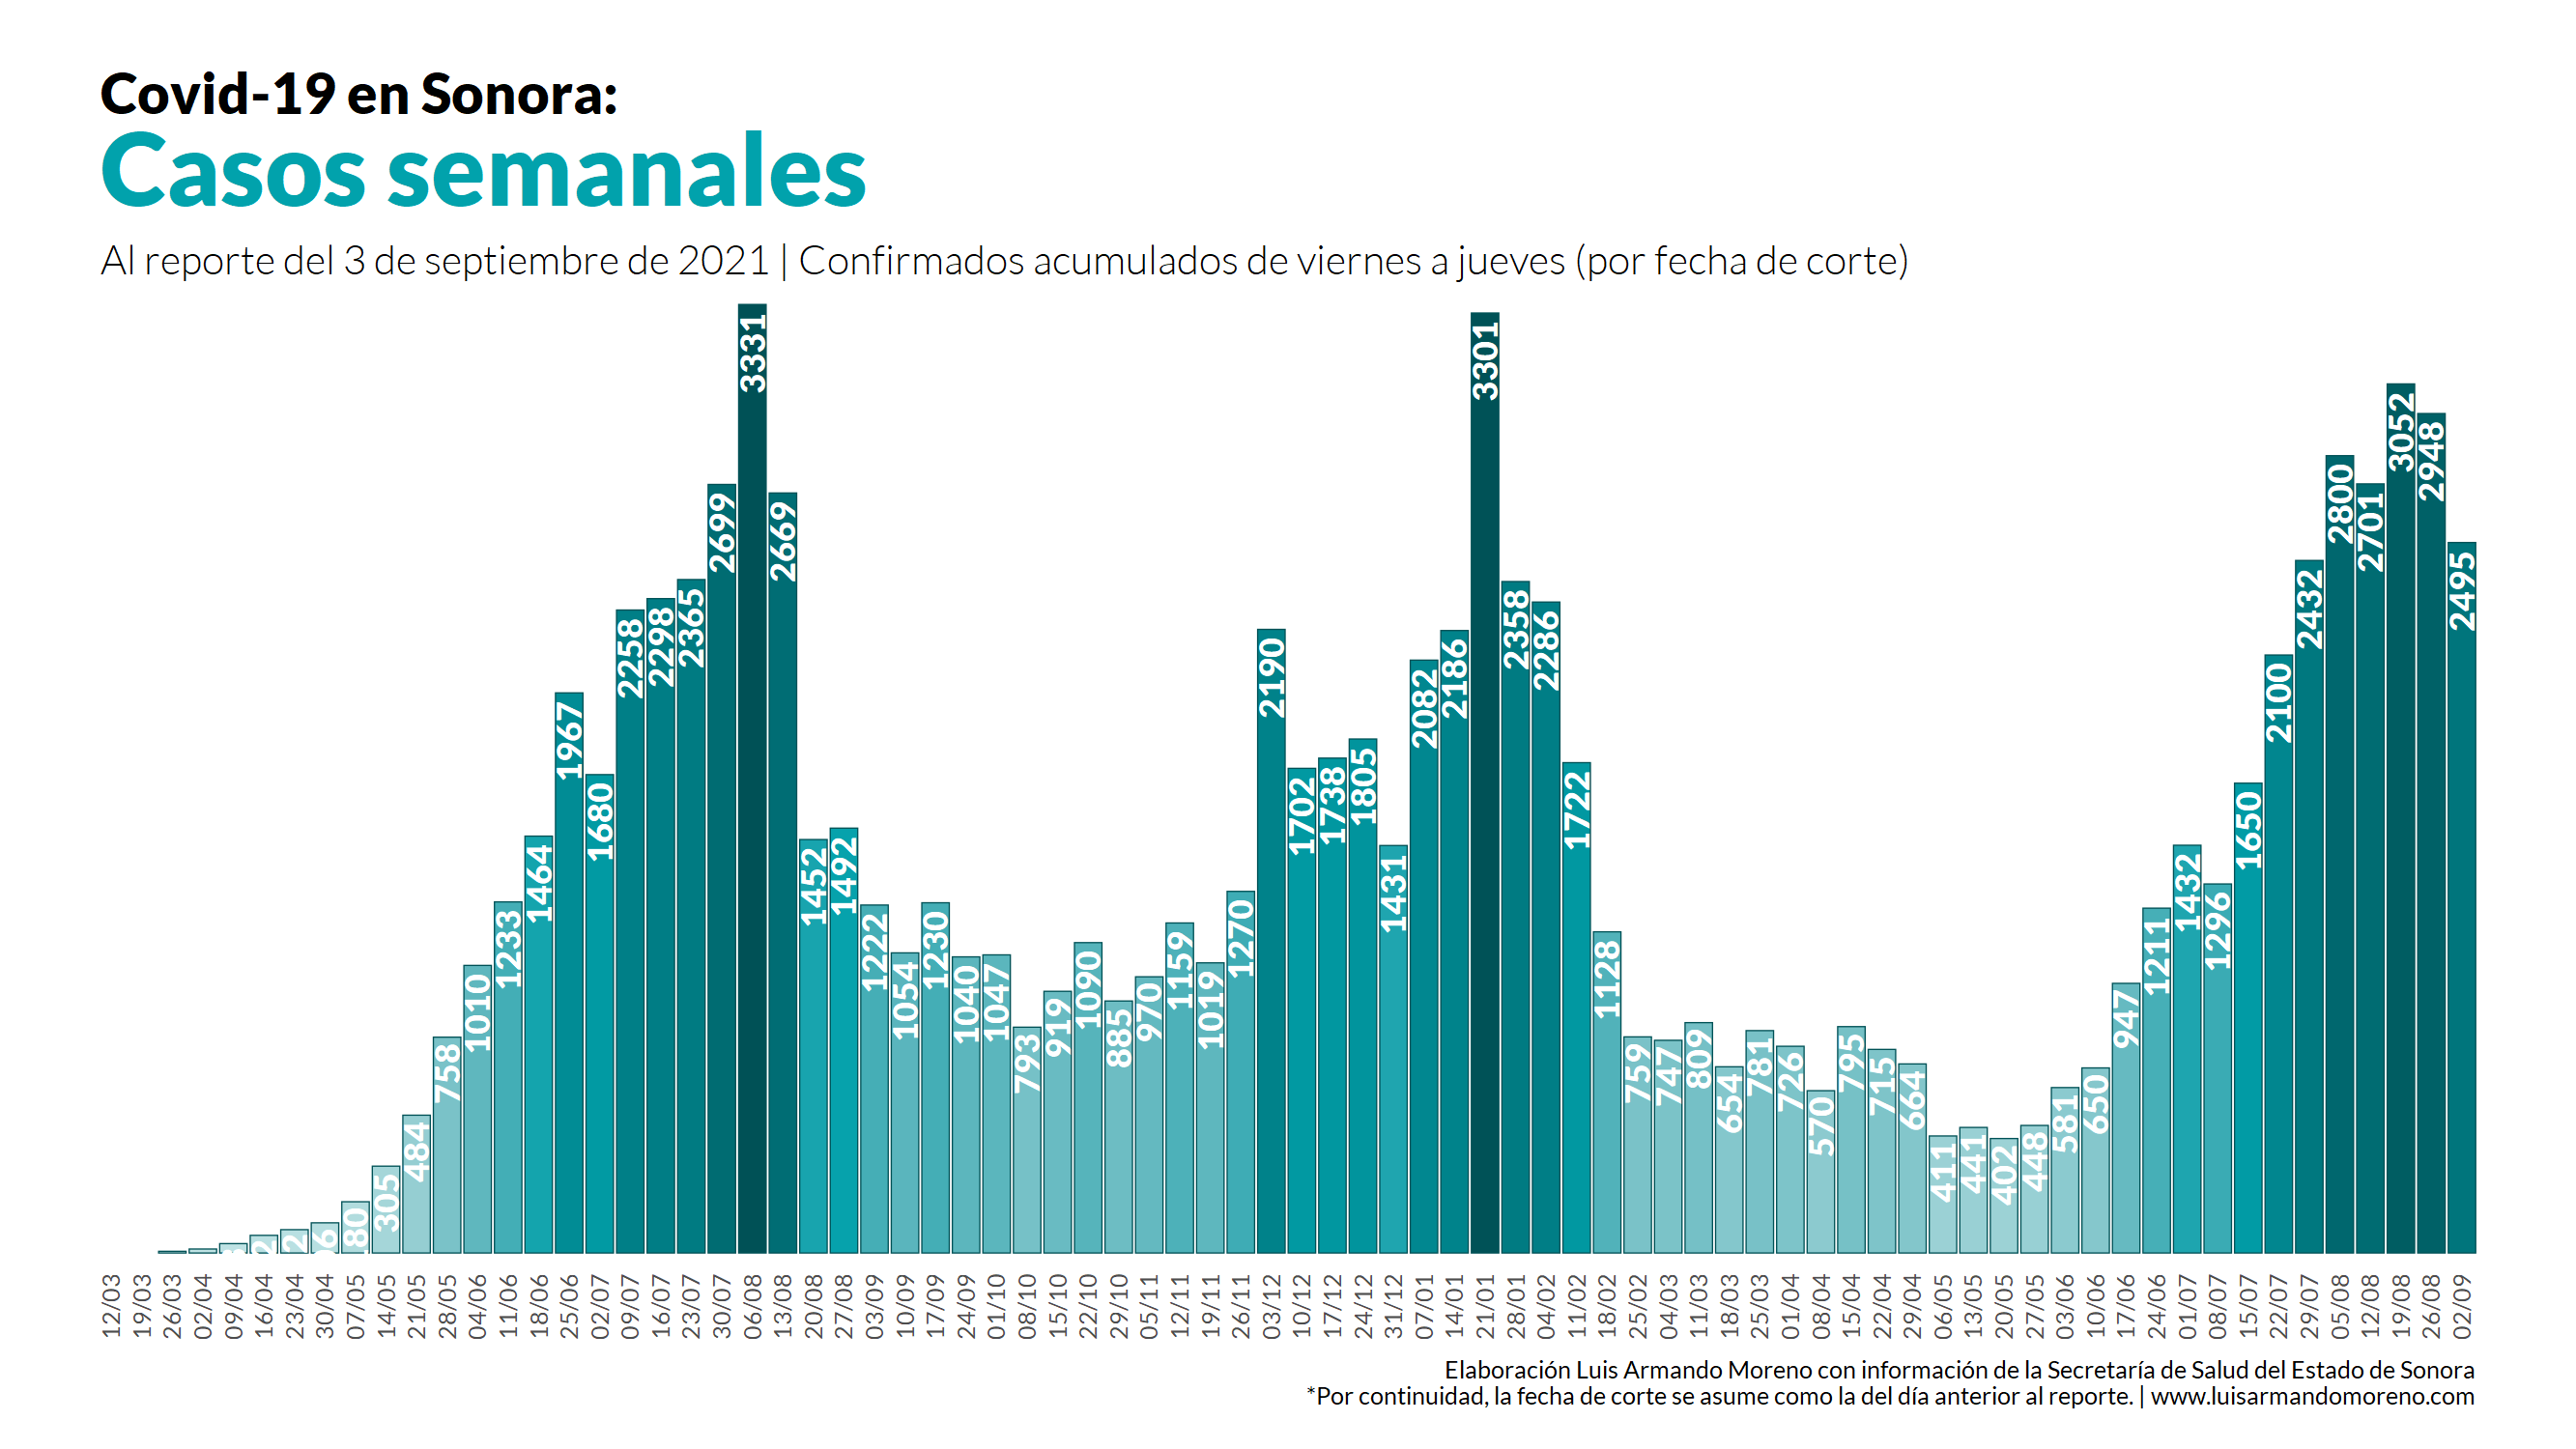 Covid-19 en Sonora:
Casos semanales
Al reporte del 3 de septiembre de 2021 | Confirmados acumulados de viernes a jueves (por fecha de corte)
80 305 484 758 1010 1233 1464 1967 1680 2258 2298 2365 2699 3331 2669 1452 1492 1222 1054 1230 1040 1047 793 919 1090 885 970 1159 1019 1270 2190 1702 1738 1805 1431 2082 2186 3301 2358 2286 1722 1128 759 747 809 654 781 726 570 795 715 664 411 441 402 448 581 650 947 1211 1432 1296 1650 2100 2432 2800 2701 3052 2948 2495
12/03 19/03 26/03 02/04 09/04 16/04 23/04 30/04 07/05 14/05 21/05 28/05 04/06 11/06 18/06 25/06 02/07 09/07 16/07 23/07 30/07 06/08 13/08 20/08 27/08 03/09 10/09 17/09 24/09 01/10 08/10 15/10 22/10 29/10 05/11 12/11 19/11 26/11 03/12 10/12 17/12 24/12 31/12 07/01 14/01 21/01 28/01 04/02 11/02 18/02 25/02 04/03 11/03 18/03 25/03 01/04 08/04 15/04 22/04 29/04 06/05 13/05 20/05 27/05 03/06 10/06 17/06 24/06 01/07 08/07 15/07 22/07 29/07 05/08 12/08 19/08 26/08 02/09
Elaboración Luis Armando Moreno con información de la Secretaría de Salud del Estado de Sonora
*Por continuidad, la fecha de corte se asume como la del día anterior al reporte. | www.luisarmandomoreno.com